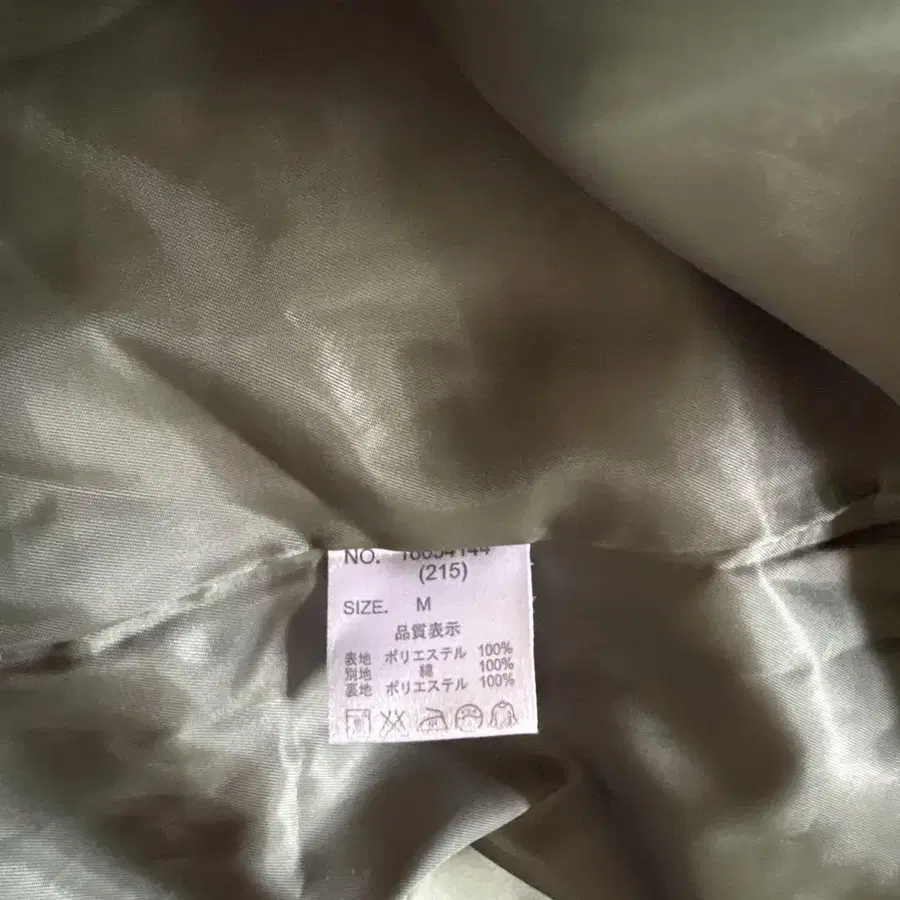 NO. 16054144
(215)
SIZE. M
品質表示
表地 ポリエステル 100%
別地 綿 100%
裏地 ポリエステル 100%